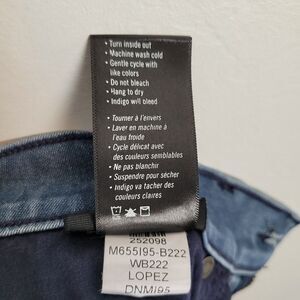 • Turn inside out
• Machine wash cold
• Gentle cycle with
like colors
• Do not bleach
• Hang to dry
• Indigo will bleed
• Tourner à l'envers
• Laver en machine à
l'eau froide
• Cycle délicat avec
des couleurs semblables
• Ne pas blanchir
• Suspendre pour sécher
• Indigo va tacher des
couleurs claires
252098
M655I95-B222
WB222
LOPEZ
DNMI95